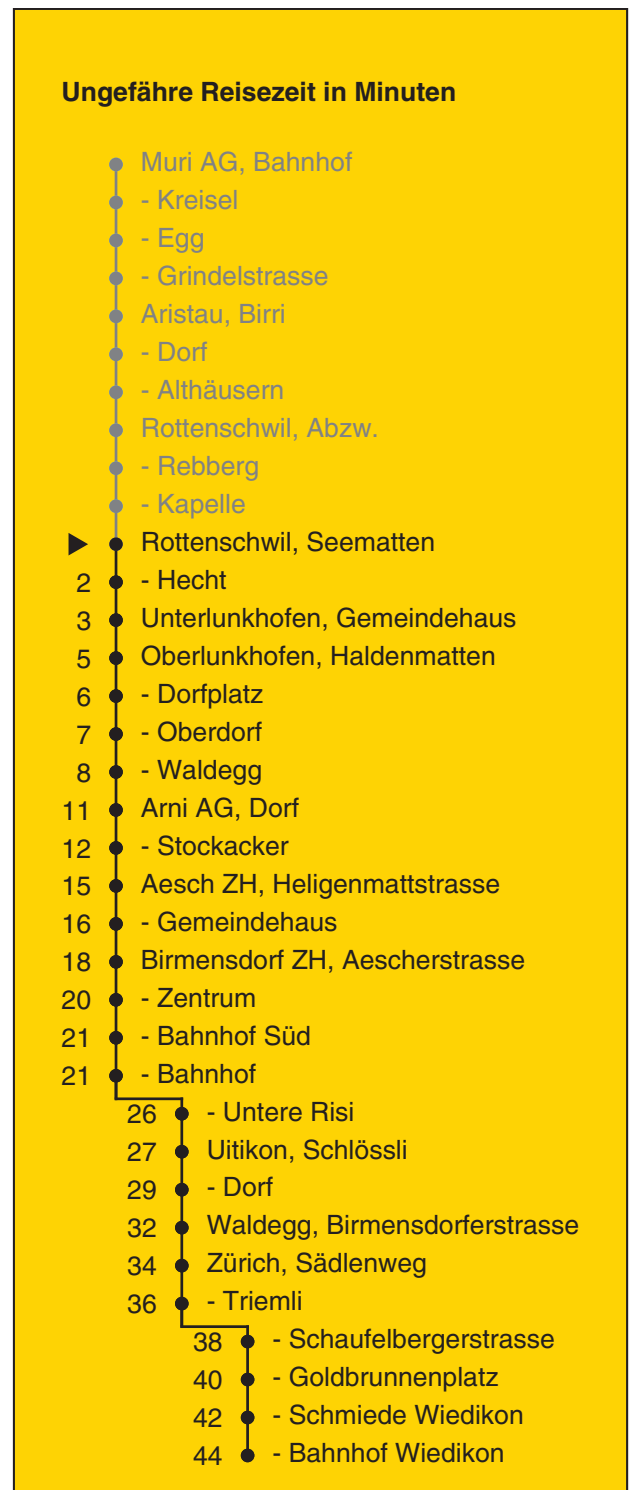 Ungefähre Reisezeit in Minuten
Muri AG, Bahnhof
- Kreisel
- Egg
- Grindelstrasse
Aristau, Birri
- Dorf
- Althäusern
Rottenschwil, Abzw.
- Rebberg
- Kapelle
Rottenschwil, Seematten
2 - Hecht
3 Unterlunkhofen, Gemeindehaus
5 Oberlunkhofen, Haldenmatten
6 - Dorfplatz
7 - Oberdorf
8 - Waldegg
11 Arni AG, Dorf
12 - Stockacker
15 Aesch ZH, Heligenmattstrasse
16 - Gemeindehaus
18 Birmensdorf ZH, Aescherstrasse
20 - Zentrum
21 - Bahnhof Süd
21 - Bahnhof
26 - Untere Risi
27 Uitikon, Schlössli
29 - Dorf
32 Waldegg, Birmensdorferstrasse
34 Zürich, Sädlenweg
36 - Triemli
38 - Schaufelbergerstrasse
40 - Goldbrunnenplatz
42 - Schmiede Wiedikon
44 - Bahnhof Wiedikon